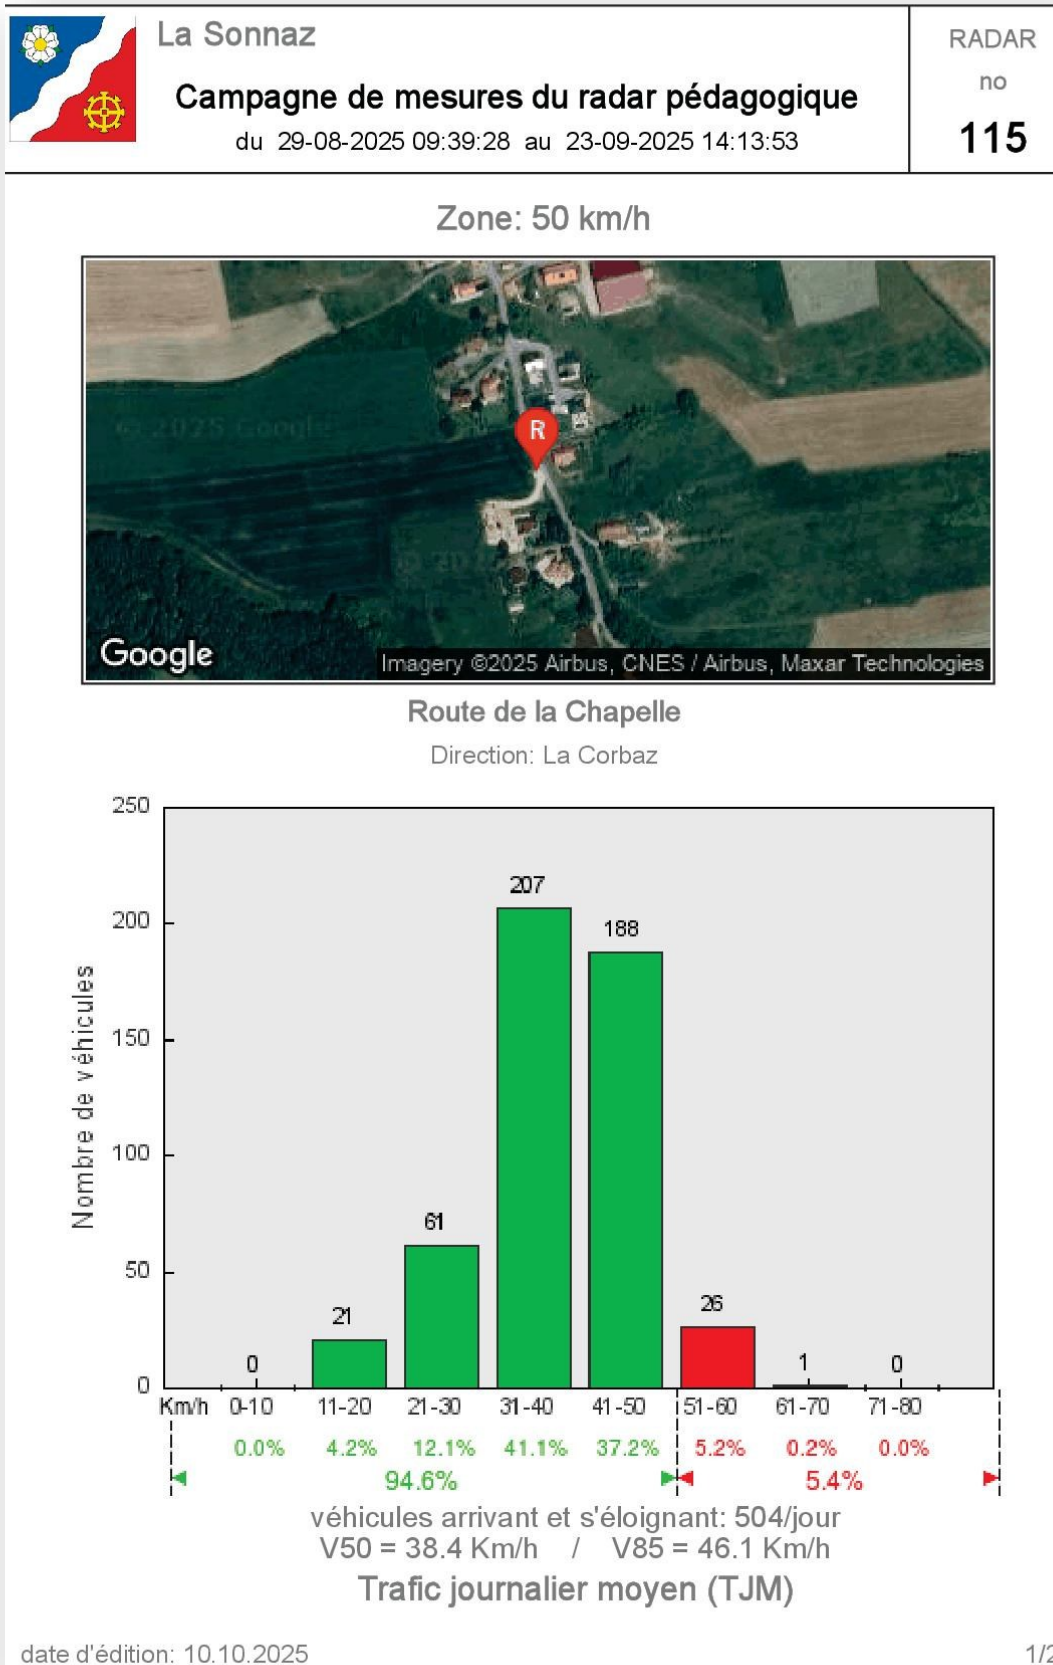 La Sonnaz
Campagne de mesures du radar pédagogique
du 29-08-2025 09:39:28 au 23-09-2025 14:13:53
RADAR
no
115
Zone: 50 km/h
R
Google
Imagery ©2025 Airbus, CNES / Airbus, Maxar Technologies
Route de la Chapelle
Direction: La Corbaz
Nombre de véhicules
250
200
150
100
50
0
0
21
61
207
188
26
1
0
Km/h 0-10 11-20 21-30 31-40 41-50 51-60 61-70 71-80
0.0% 4.2% 12.1% 41.1% 37.2% 5.2% 0.2% 0.0%
94.6% 5.4%
véhicules arrivant et s'éloignant: 504/jour
V50 = 38.4 Km/h / V85 = 46.1 Km/h
Trafic journalier moyen (TJM)
date d'édition: 10.10.2025
1/2